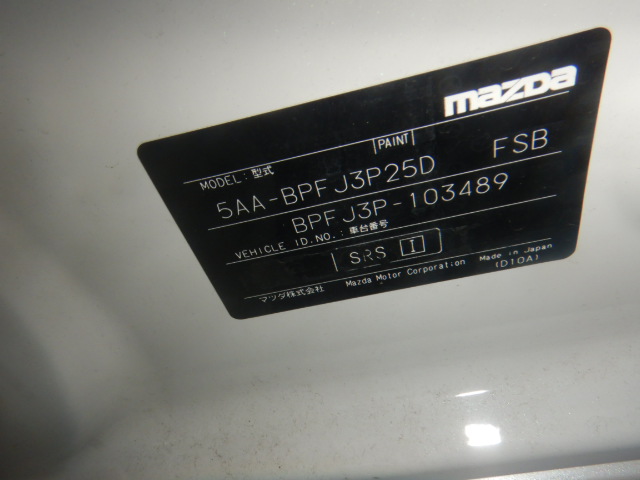 mazda
MODEL:型式 PAINT
5AA-BPFJ3P25D FSB
BPFJ3P-103489
VEHICLE ID.NO.:車台番号
SRS I
マツダ株式会社 Mazda Motor Corporation Made in Japan
(D10A)